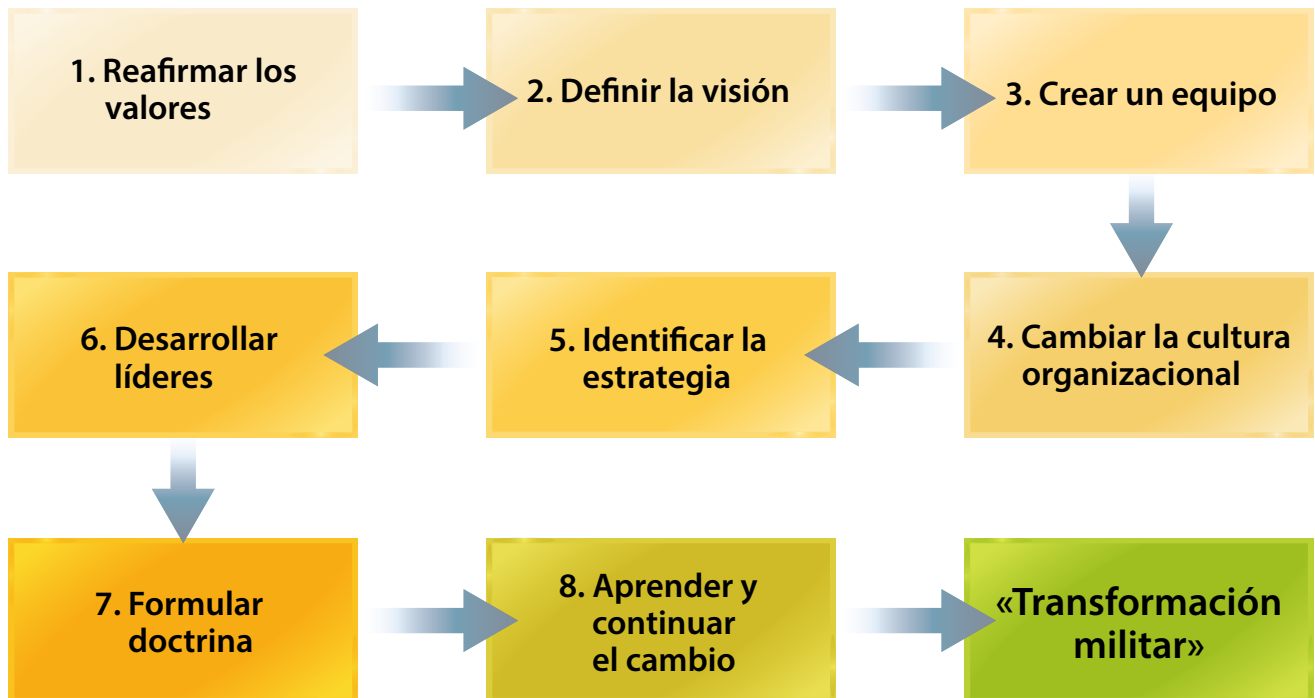 1. Reafirmar los
valores
2. Definir la visión
3. Crear un equipo
4. Cambiar la cultura
organizacional
5. Identificar la
estrategia
6. Desarrollar
líderes
7. Formular
doctrina
8. Aprender y
continuar
el cambio
«Transformación
militar»